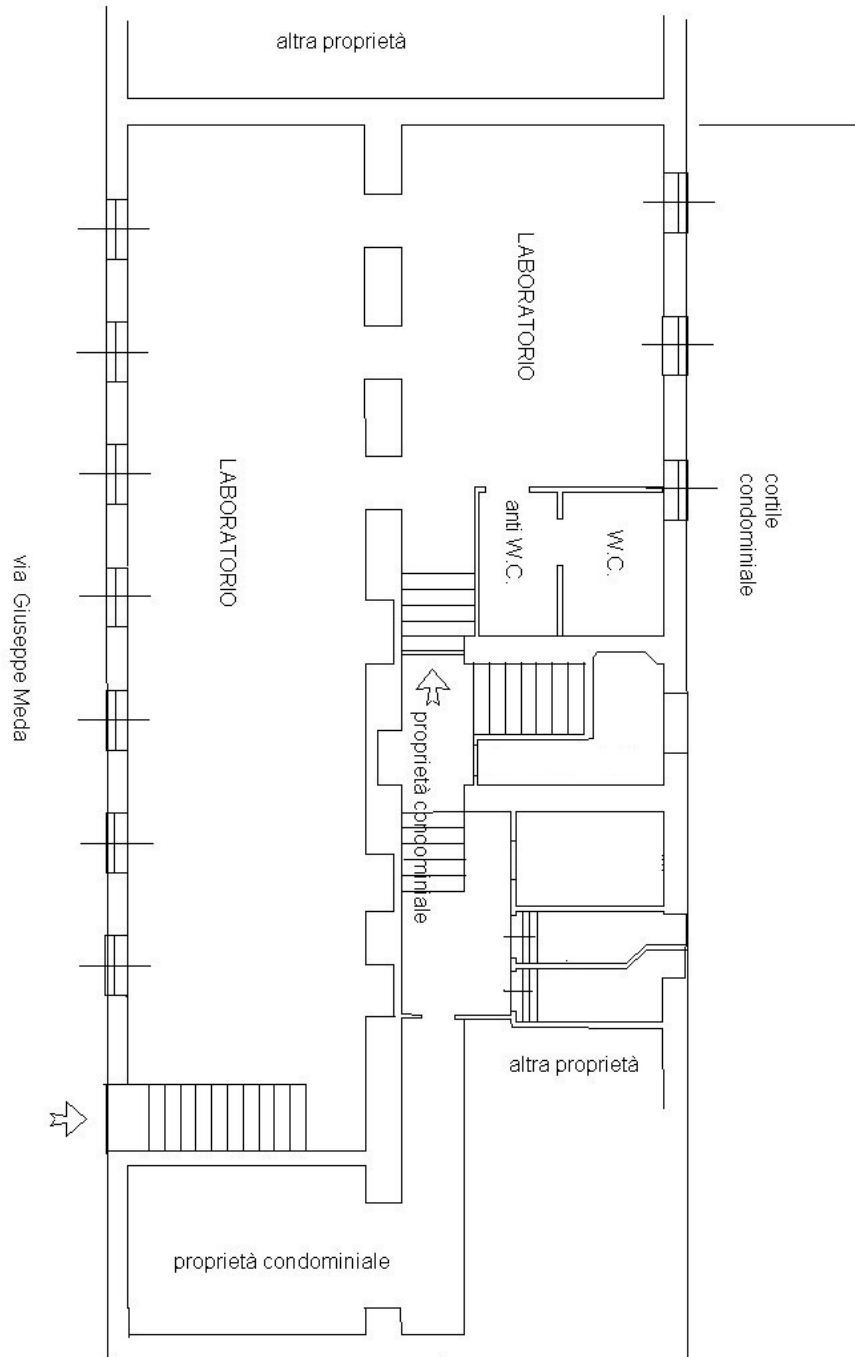 altra proprietà
LABORATORIO
LABORATORIO
cortile
condominiale
anti W.C.
W.C.
via Giuseppe Meda
proprietà condominiale
altra proprietà
proprietà condominiale